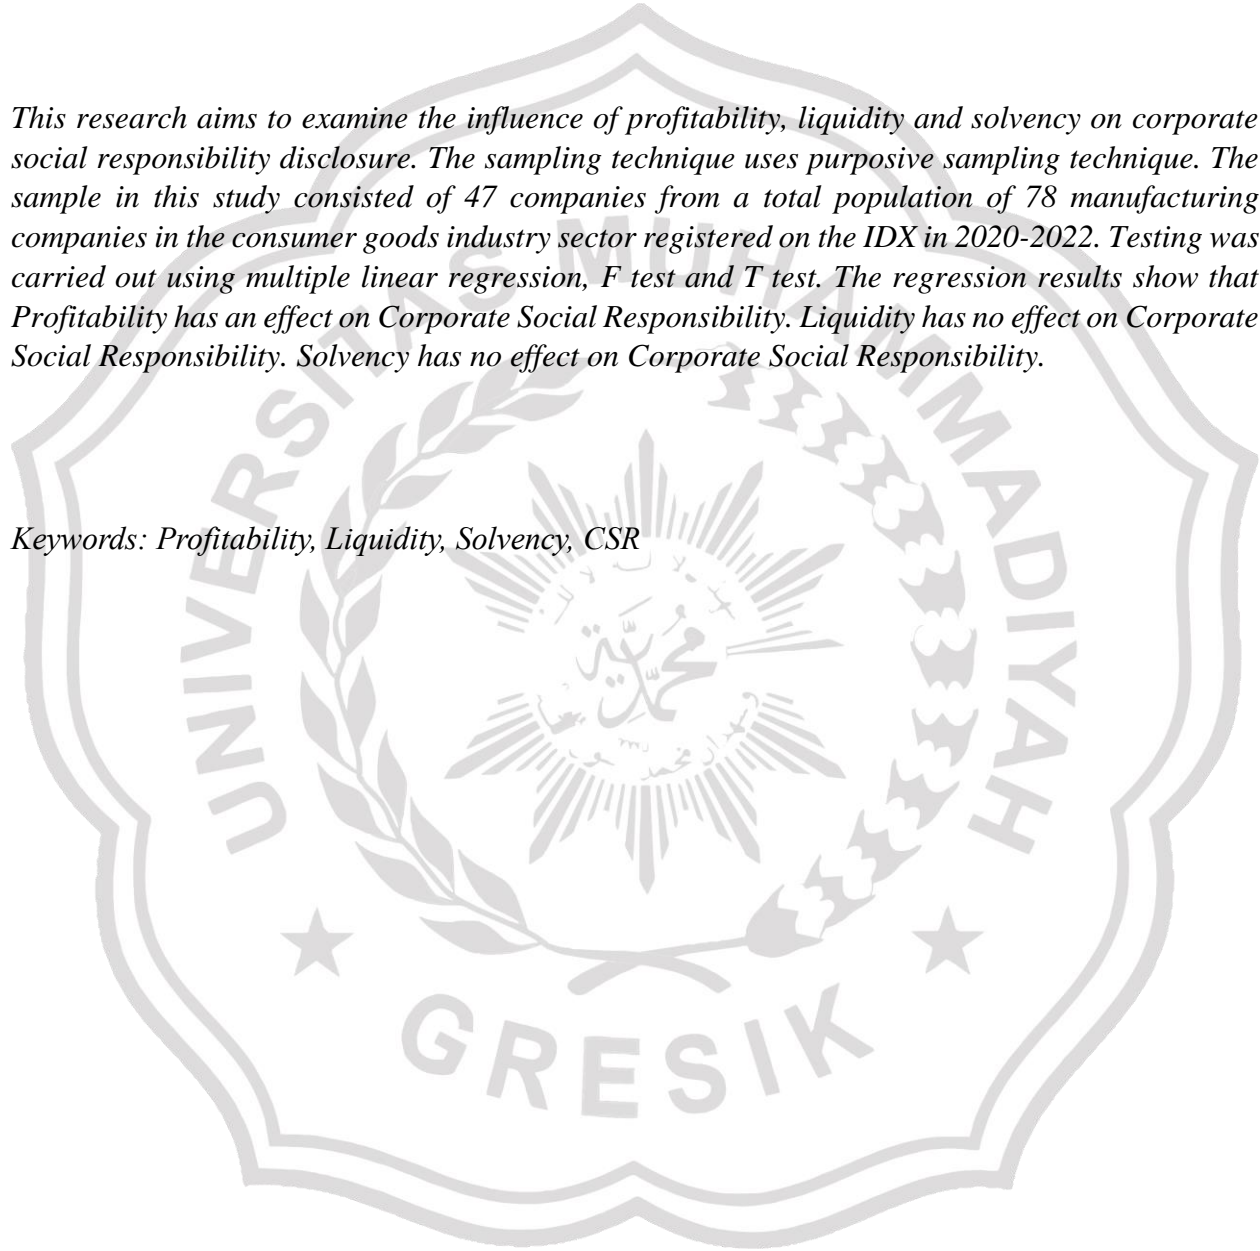 This research aims to examine the influence of profitability, liquidity and solvency on corporate
social responsibility disclosure. The sampling technique uses purposive sampling technique. The
sample in this study consisted of 47 companies from a total population of 78 manufacturing
companies in the consumer goods industry sector registered on the IDX in 2020-2022. Testing was
carried out using multiple linear regression, F test and T test. The regression results show that
Profitability has an effect on Corporate Social Responsibility. Liquidity has no effect on Corporate
Social Responsibility. Solvency has no effect on Corporate Social Responsibility.
Keywords: Profitability, Liquidity, Solvency, CSR
UNIVERSITAS MUHAMMADIYAH
GRESIK